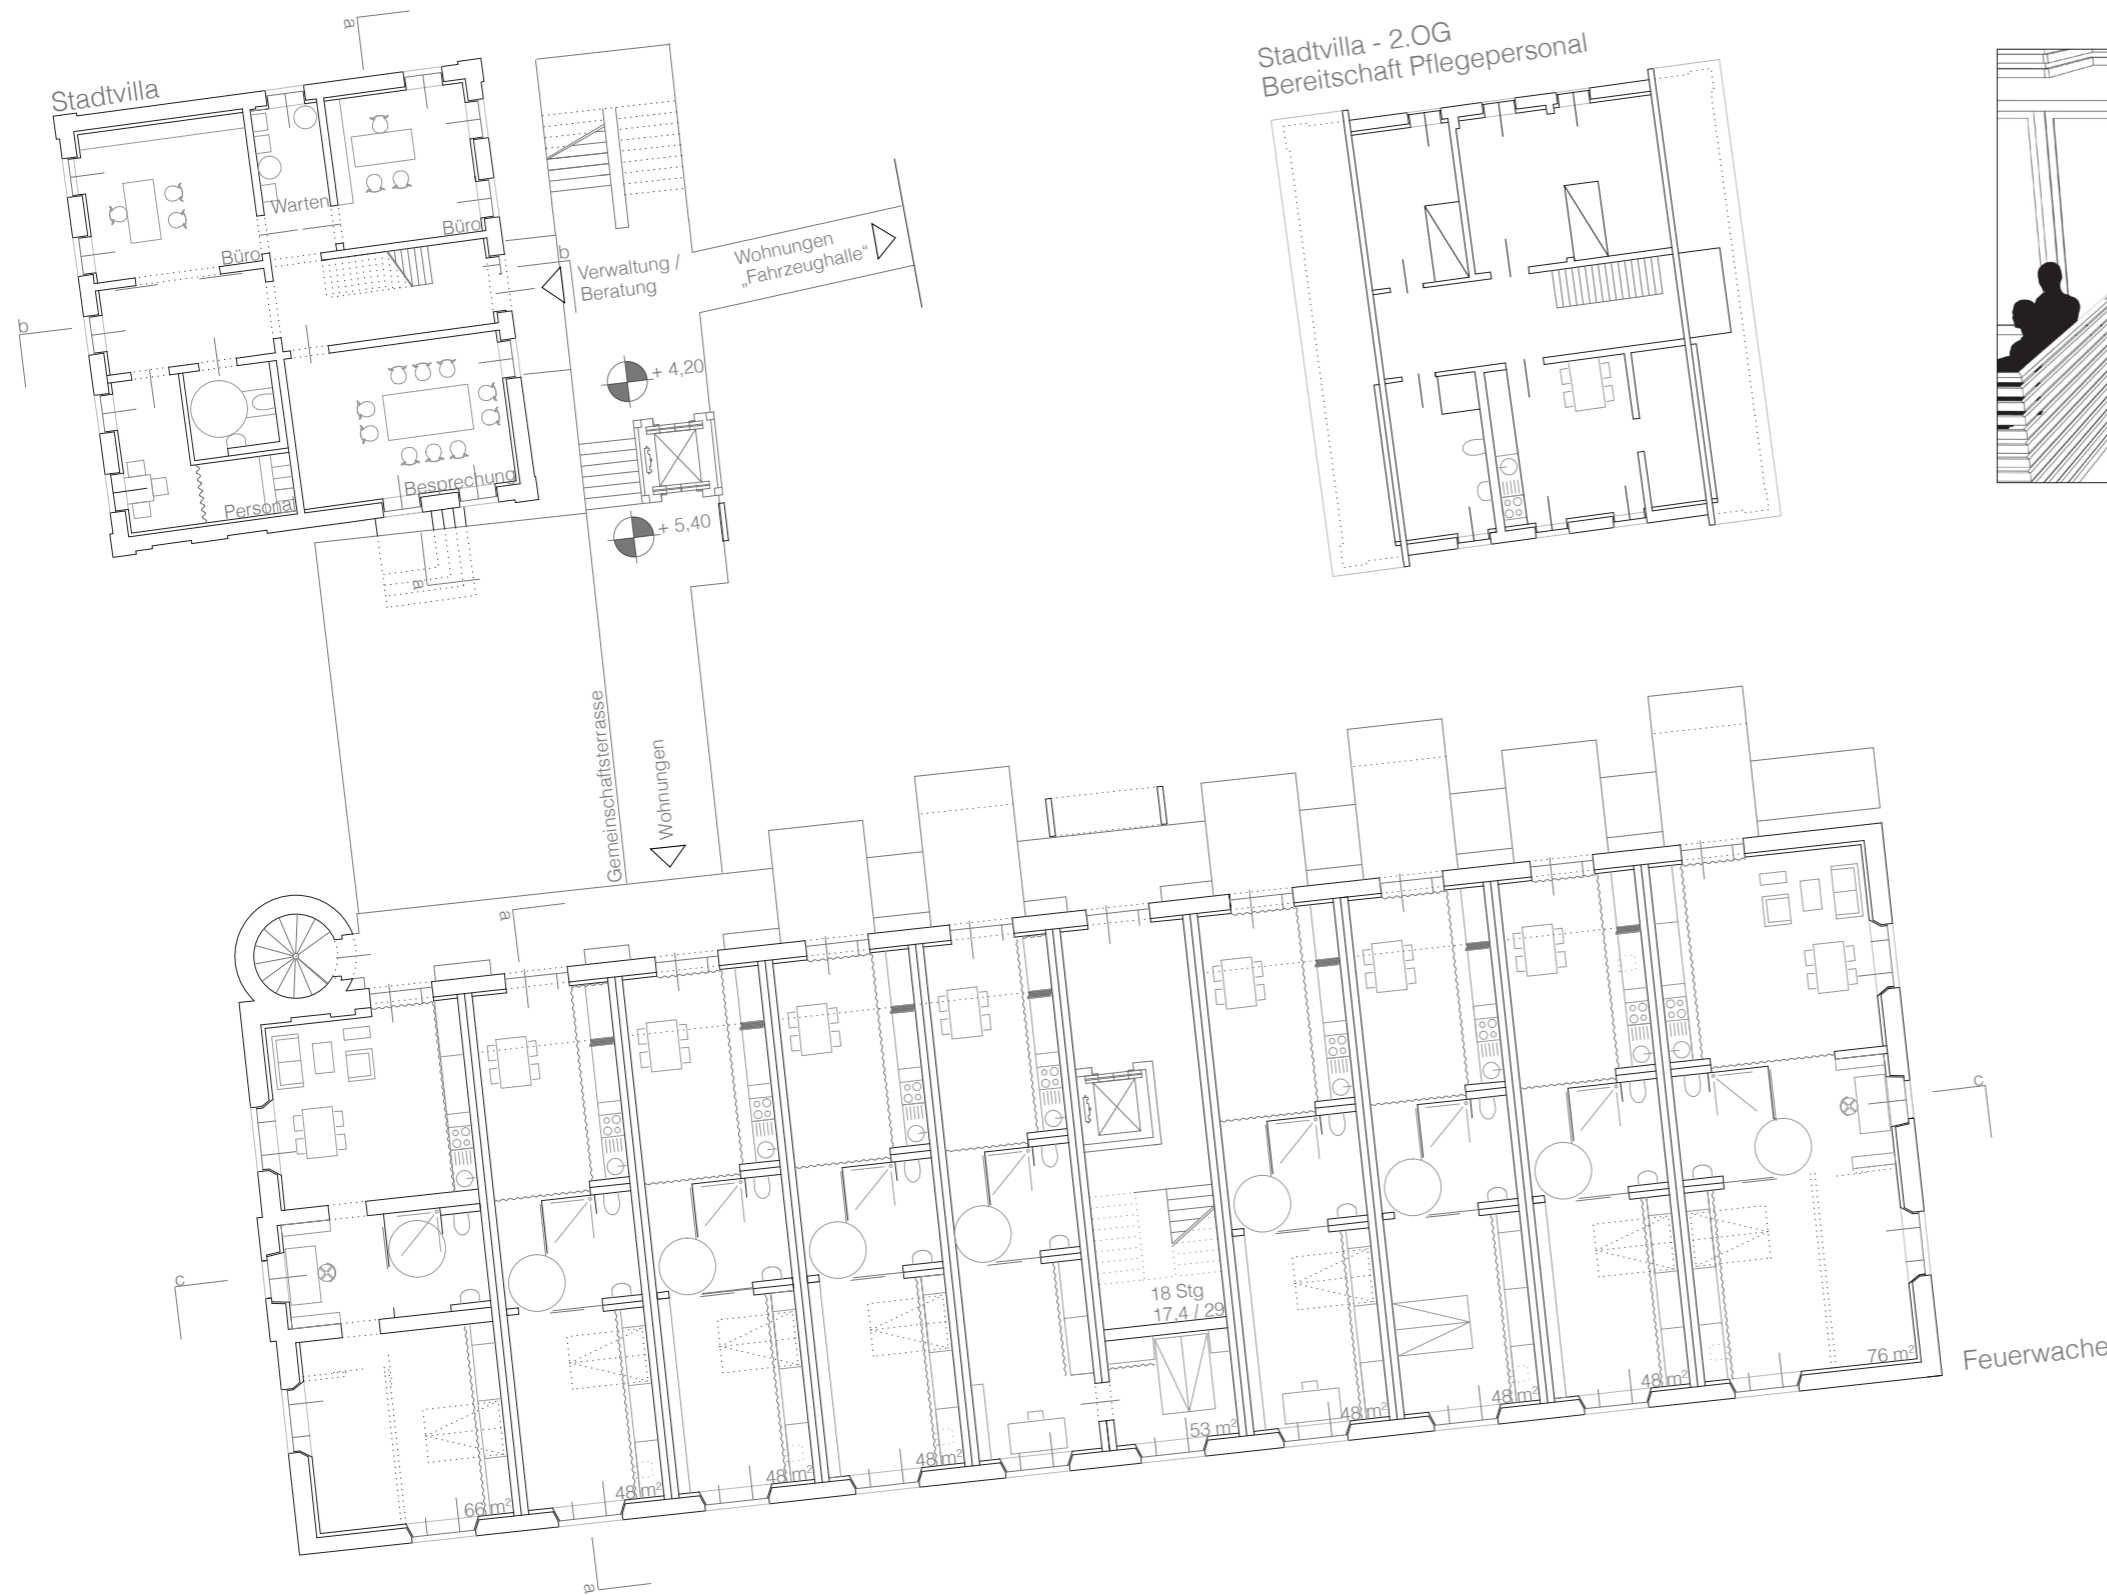 a
Stadtvilla
Stadtvilla - 2.OG
Bereitschaft Pflegepersonal
Warten
Büro
Büro
b
Verwaltung /
Beratung
Wohnungen
„Fahrzeughalle“
b
+ 4,20
Besprechung
Personal
+ 5,40
a
Gemeinschaftsterrasse
Wohnungen
a
c
c
18 Stg
17,4 / 29
66 m²
48 m²
48 m²
48 m²
53 m²
48 m²
48 m²
48 m²
76 m²
Feuerwache
a